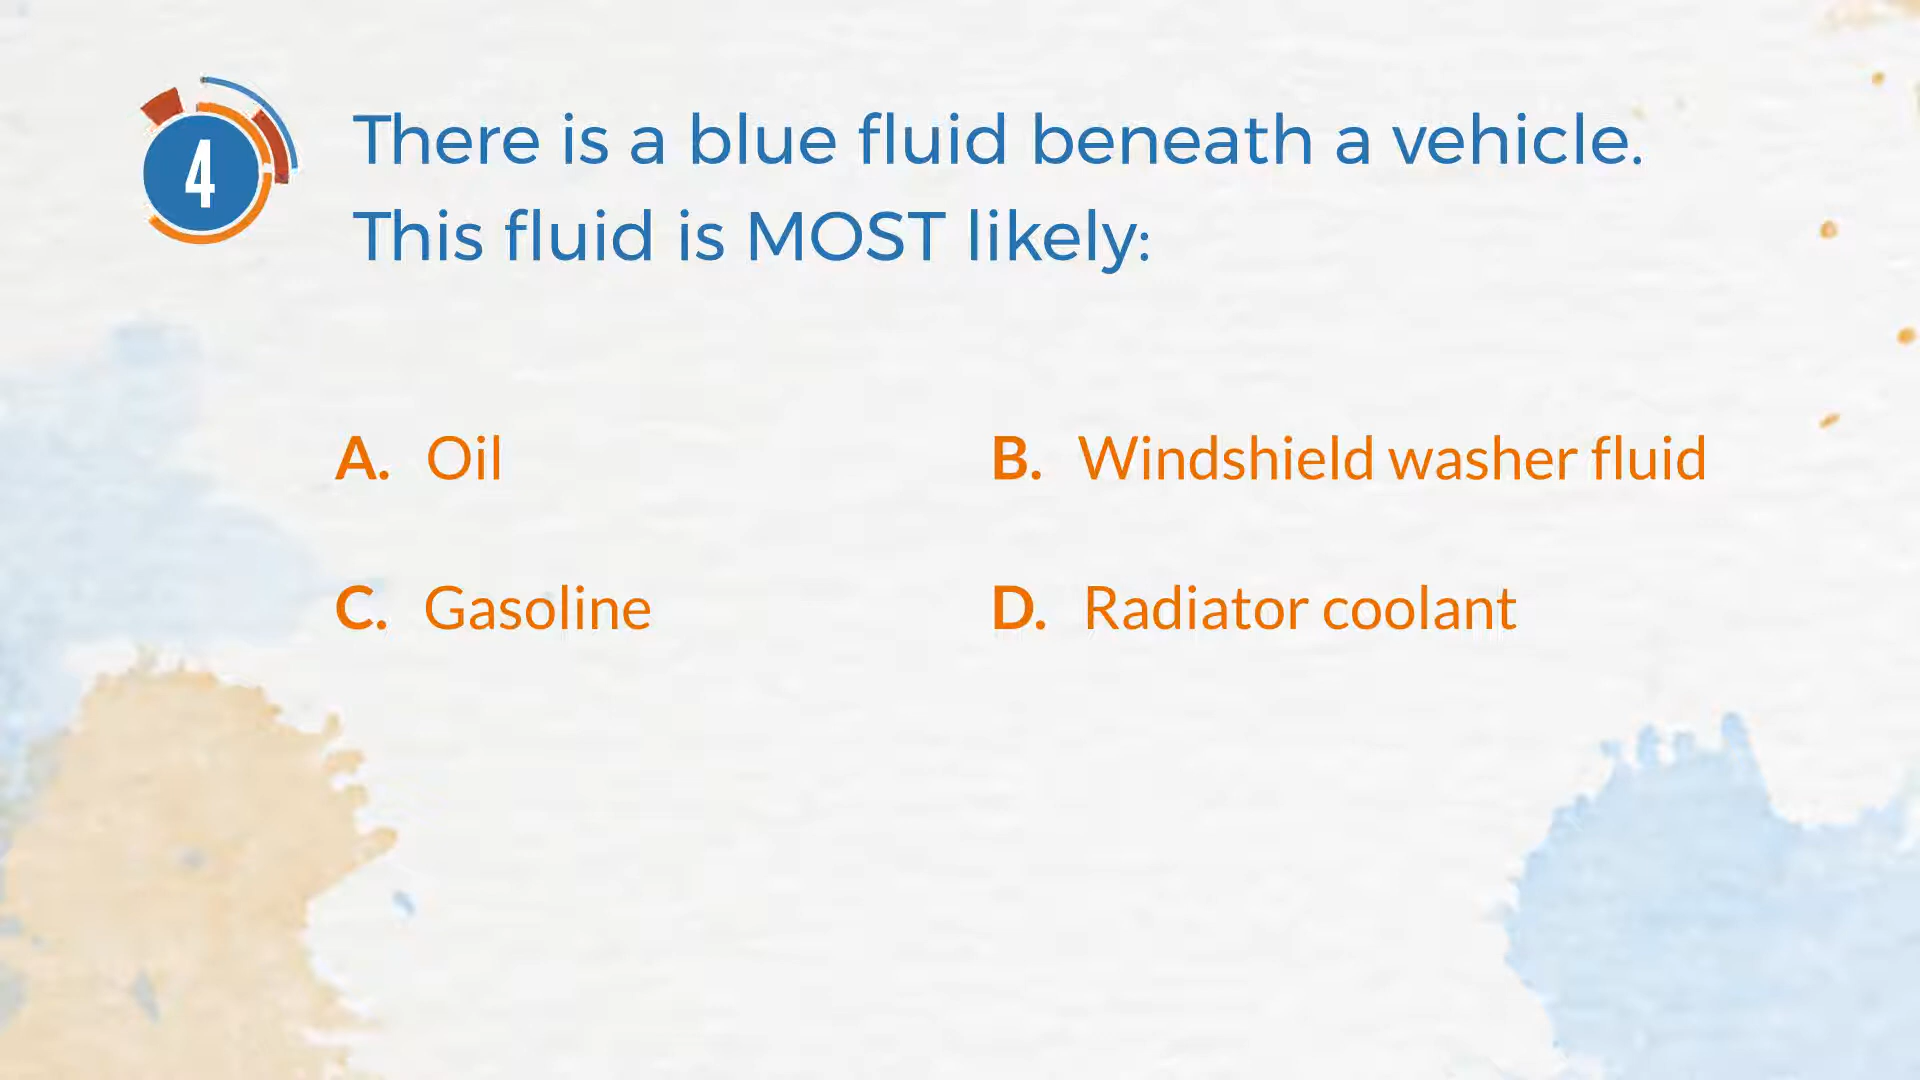 4
There is a blue fluid beneath a vehicle.
This fluid is MOST likely:
A. Oil
B. Windshield washer fluid
C. Gasoline
D. Radiator coolant